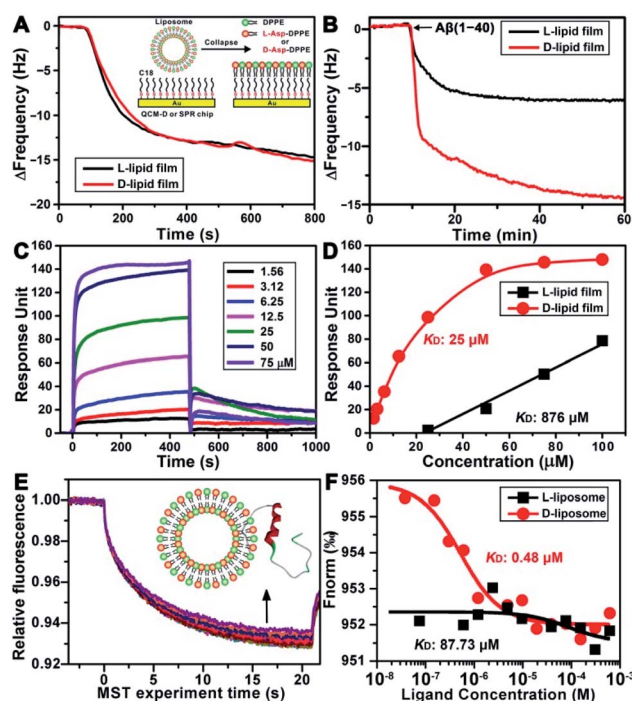 A
0
−5
−10
−15
−20
ΔFrequency (Hz)
Liposome
Collapse
DPPE
L-Asp-DPPE
or
D-Asp-DPPE
C18
Au
QCM-D or SPR chip
Au
L-lipid film
D-lipid film
0 200 400 600 800
Time (s)
B
0
−5
−10
−15
ΔFrequency (Hz)
Aβ(1−40)
L-lipid film
D-lipid film
0 20 40 60
Time (min)
C
160
140
120
100
80
60
40
20
0
Response Unit
1.56
3.12
6.25
12.5
25
50
75 μM
0 200 400 600 800 1000
Time (s)
D
160
140
120
100
80
60
40
20
0
Response Unit
L-lipid film
D-lipid film
KD: 25 μM
KD: 876 μM
0 20 40 60 80 100
Concentration (μM)
E
1.00
0.98
0.96
0.94
0.92
Relative fluorescence
0 5 10 15 20
MST experiment time (s)
F
956
955
954
953
952
951
Fnorm (‰)
L-liposome
D-liposome
KD: 0.48 μM
KD: 87.73 μM
10⁻⁸ 10⁻⁷ 10⁻⁶ 10⁻⁵ 10⁻⁴ 10⁻³
Ligand Concentration (M)